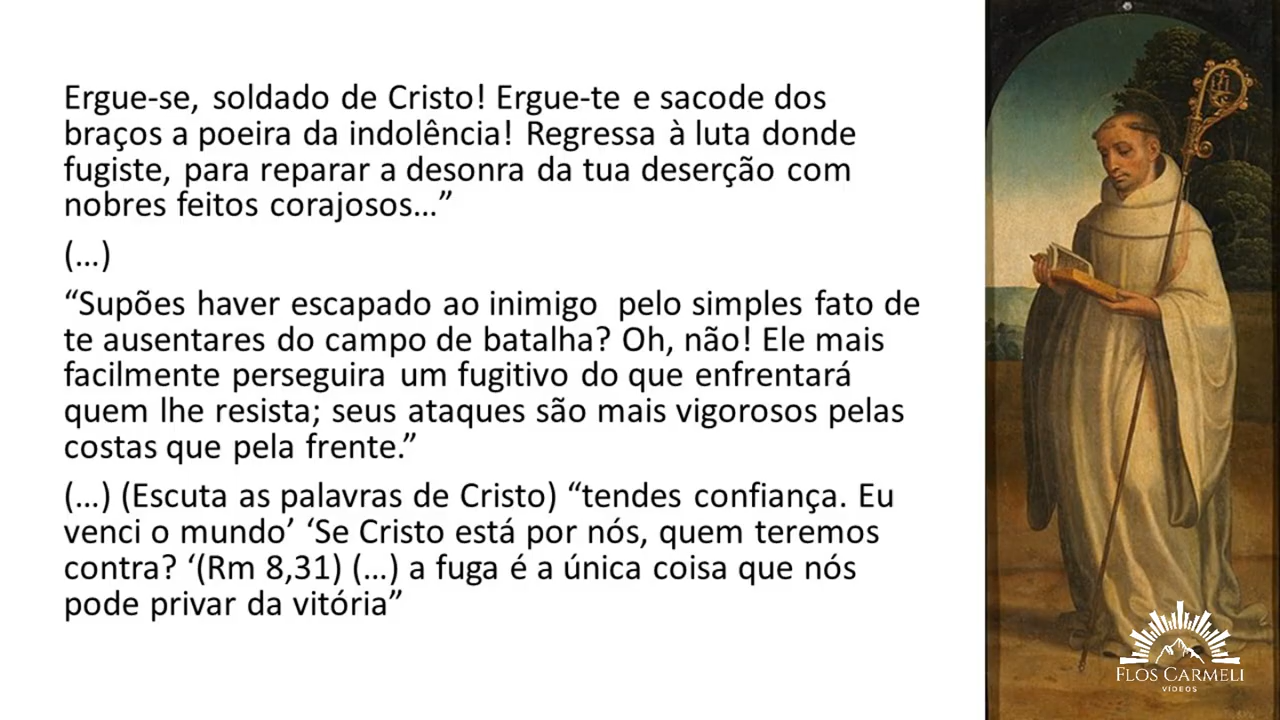 Ergue-se, soldado de Cristo! Ergue-te e sacode dos
braços a poeira da indolência! Regressa à luta donde
fugiste, para reparar a desonra da tua deserção com
nobres feitos corajosos…”
(…)
“Supões haver escapado ao inimigo pelo simples fato de
te ausentares do campo de batalha? Oh, não! Ele mais
facilmente perseguira um fugitivo do que enfrentará
quem lhe resista; seus ataques são mais vigorosos pelas
costas que pela frente.”
(…) (Escuta as palavras de Cristo) “tendes confiança. Eu
venci o mundo’ ‘Se Cristo está por nós, quem teremos
contra? ‘(Rm 8,31) (…) a fuga é a única coisa que nós
pode privar da vitória”
FLOS CARMELI
VÍDEOS